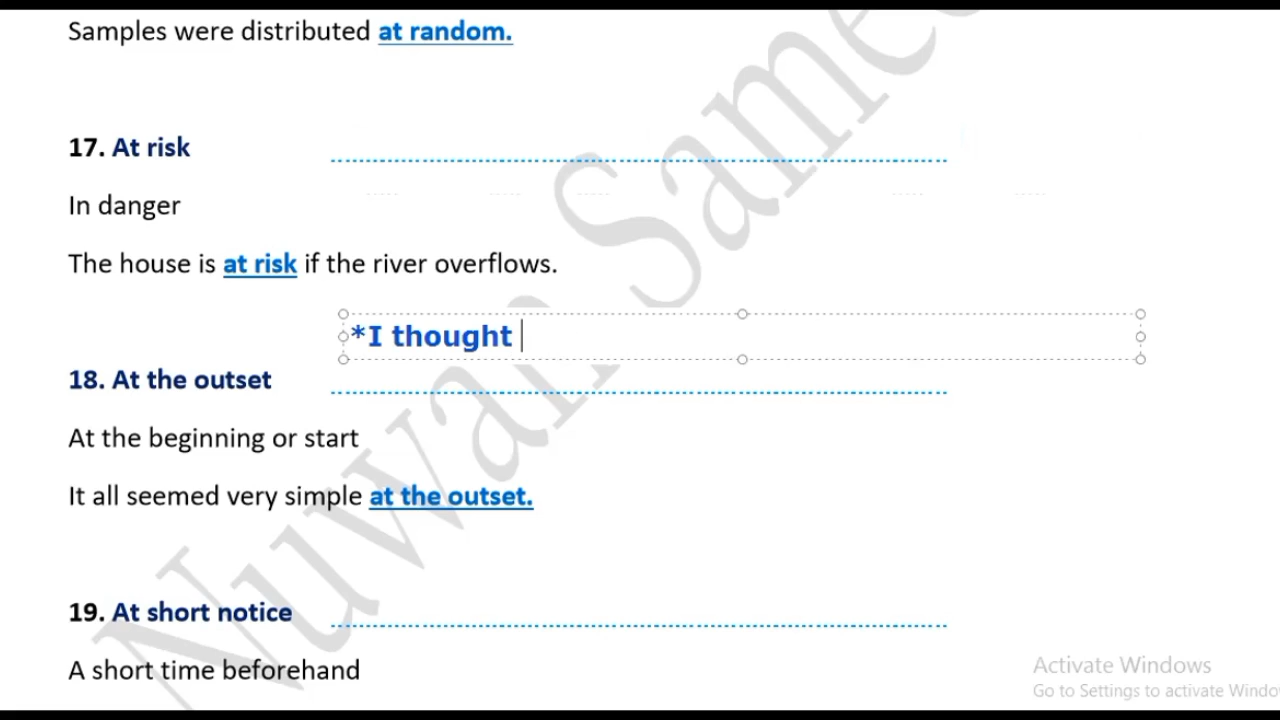 Samples were distributed at random.
17. At risk
In danger
The house is at risk if the river overflows.
*I thought
18. At the outset
At the beginning or start
It all seemed very simple at the outset.
19. At short notice
A short time beforehand
Nuwan Same
Activate Windows
Go to Settings to activate Windo